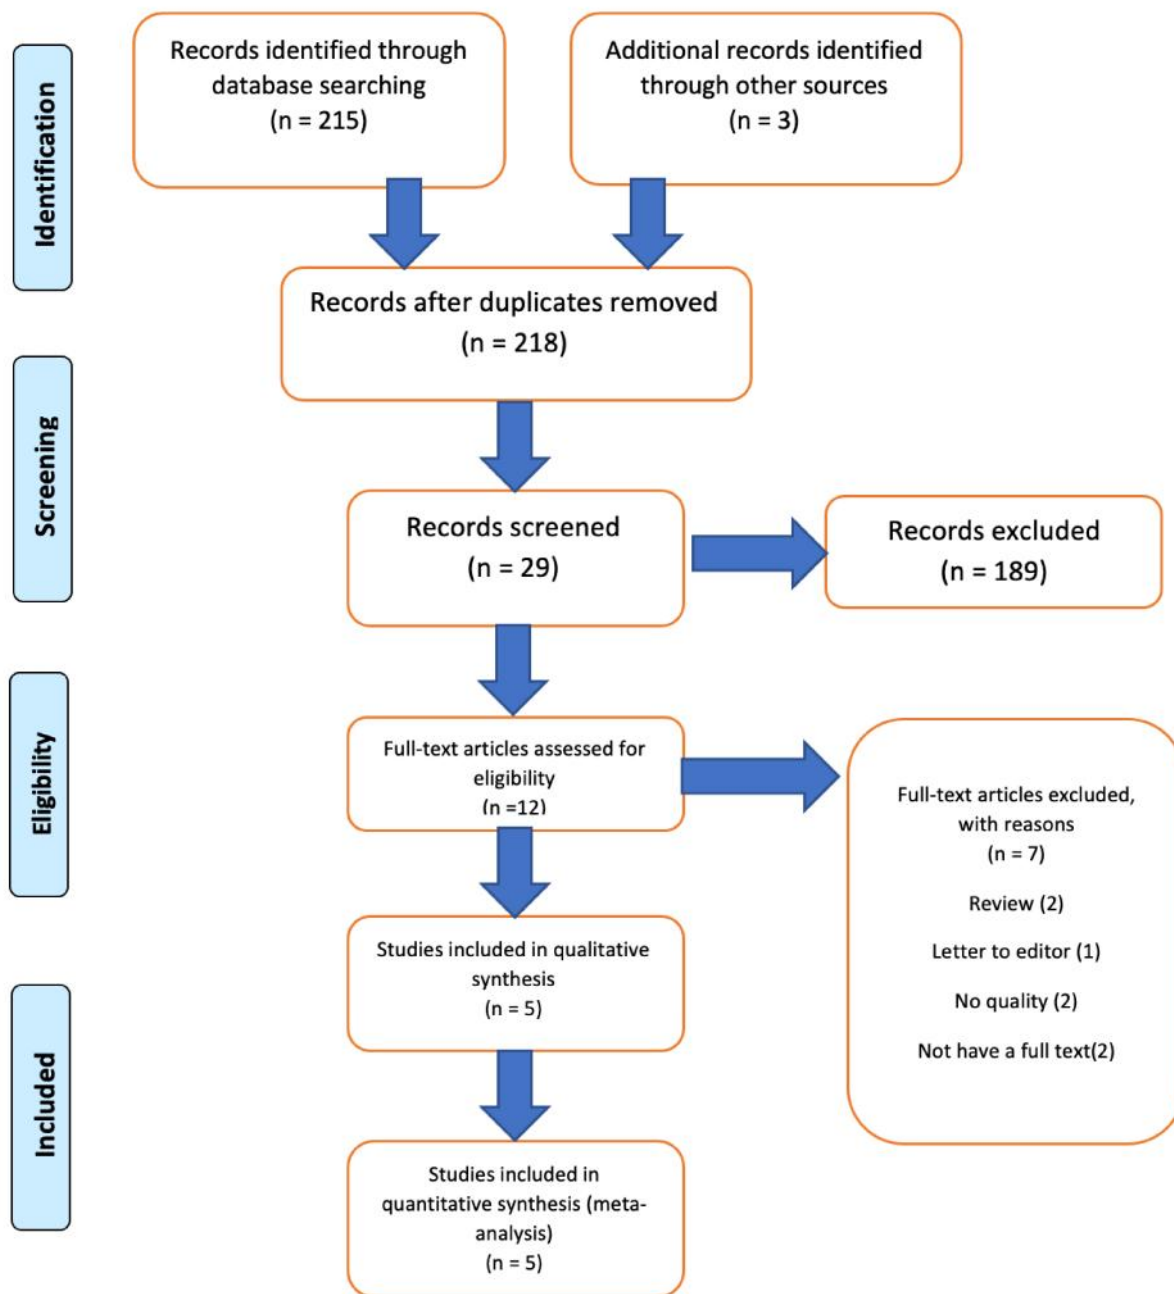 Identification
Records identified through
database searching
(n = 215)
Additional records identified
through other sources
(n = 3)
Records after duplicates removed
(n = 218)
Screening
Records screened
(n = 29)
Records excluded
(n = 189)
Eligibility
Full-text articles assessed for
eligibility
(n =12)
Full-text articles excluded,
with reasons
(n = 7)
Review (2)
Letter to editor (1)
No quality (2)
Not have a full text(2)
Studies included in qualitative
synthesis
(n = 5)
Included
Studies included in
quantitative synthesis (meta-
analysis)
(n = 5)